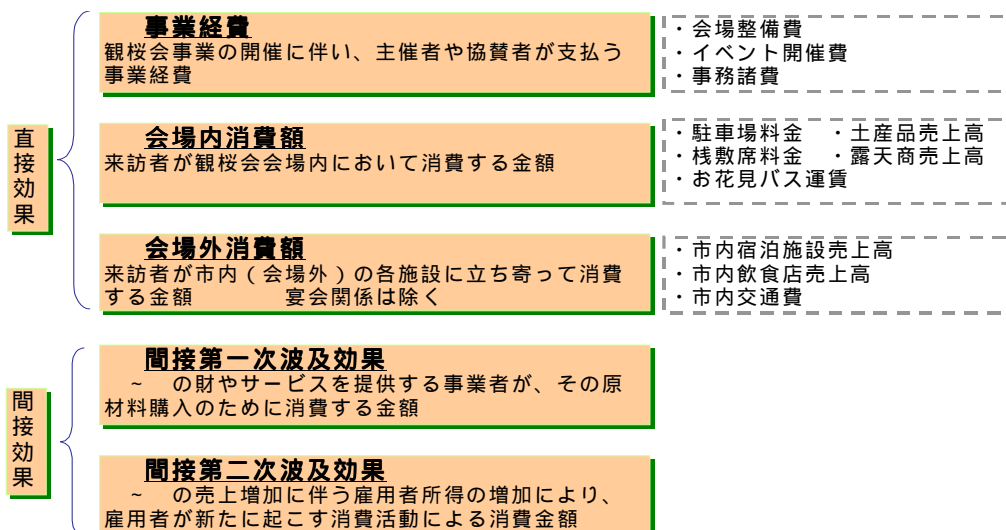 直接効果
事業経費
観桜会事業の開催に伴い、主催者や協賛者が支払う
事業経費
・会場整備費
・イベント開催費
・事務諸費
会場内消費額
来訪者が観桜会会場内において消費する金額
・駐車場料金　・土産品売上高
・桟敷席料金　・露天商売上高
・お花見バス運賃
会場外消費額
来訪者が市内（会場外）の各施設に立ち寄って消費
する金額　　　宴会関係は除く
・市内宿泊施設売上高
・市内飲食店売上高
・市内交通費
間接効果
間接第一次波及効果
～　の財やサービスを提供する事業者が、その原
材料購入のために消費する金額
間接第二次波及効果
～　の売上増加に伴う雇用者所得の増加により、
雇用者が新たに起こす消費活動による消費金額